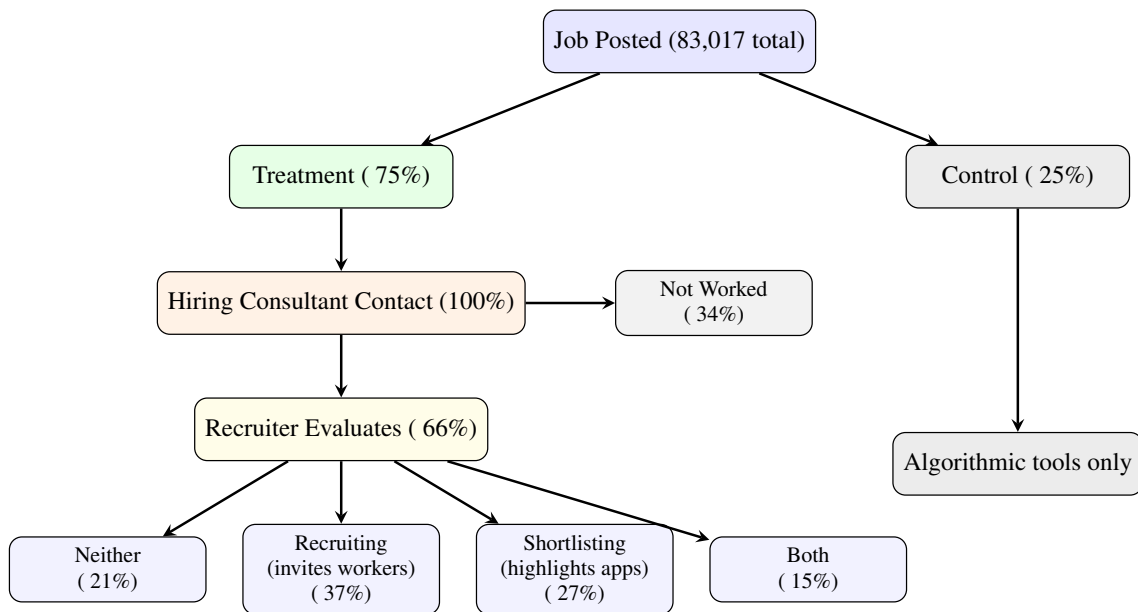 Job Posted (83,017 total)
Treatment ( 75%)
Control ( 25%)
Hiring Consultant Contact (100%)
Not Worked
( 34%)
Recruiter Evaluates ( 66%)
Algorithmic tools only
Neither
( 21%)
Recruiting
(invites workers)
( 37%)
Shortlisting
(highlights apps)
( 27%)
Both
( 15%)